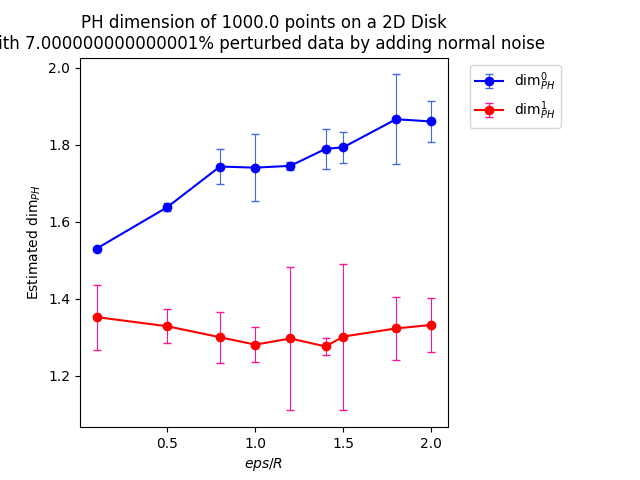 PH dimension of 1000.0 points on a 2D Disk
ith 7.000000000000001% perturbed data by adding normal noise
2.0
1.8
1.6
1.4
1.2
Estimated dim_PH
0.5
1.0
1.5
2.0
eps/R
dim^0_PH
dim^1_PH